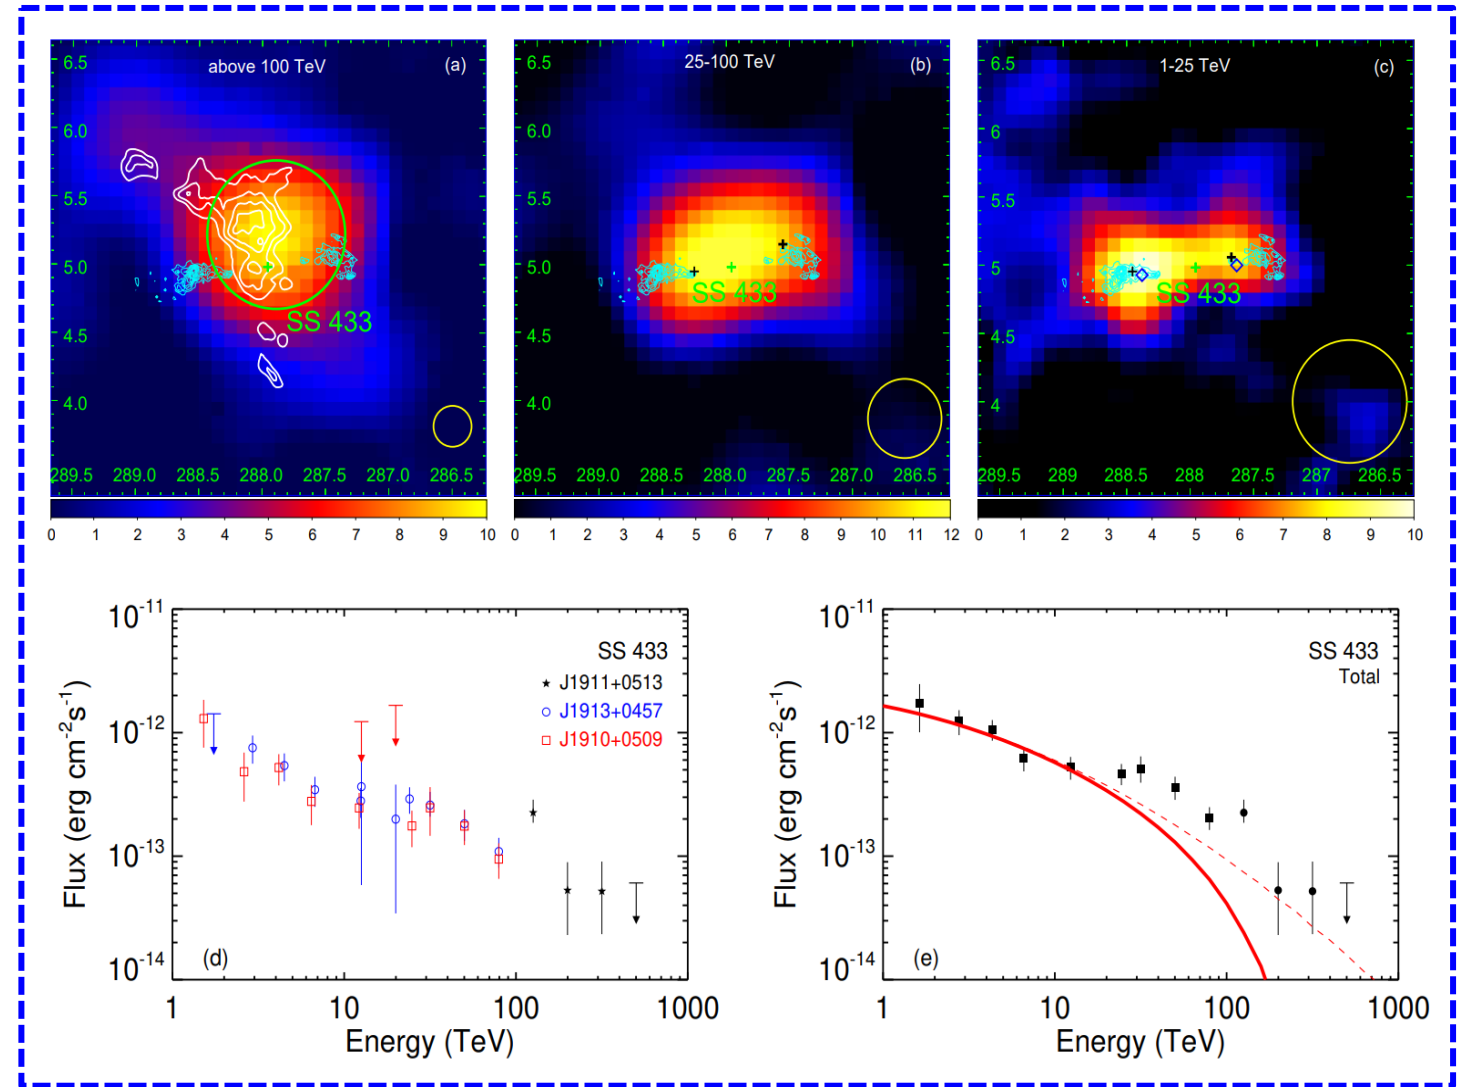 above 100 TeV (a)
6.5
6.0
5.5
5.0
4.5
4.0
SS 433
289.5 289.0 288.5 288.0 287.5 287.0 286.5
0 1 2 3 4 5 6 7 8 9 10
25-100 TeV (b)
6.5
6.0
5.5
5.0
4.5
4.0
SS 433
289.5 289.0 288.5 288.0 287.5 287.0 286.5
0 1 2 3 4 5 6 7 8 9 10 11 12
1-25 TeV (c)
6.5
6
5.5
5
4.5
4
SS 433
289.5 289 288.5 288 287.5 287 286.5
0 1 2 3 4 5 6 7 8 9 10
10^-11
10^-12
10^-13
10^-14
Flux (erg cm^-2s^-1)
SS 433
J1911+0513
J1913+0457
J1910+0509
(d)
1 10 100 1000
Energy (TeV)
10^-11
10^-12
10^-13
10^-14
Flux (erg cm^-2s^-1)
SS 433
Total
(e)
1 10 100 1000
Energy (TeV)